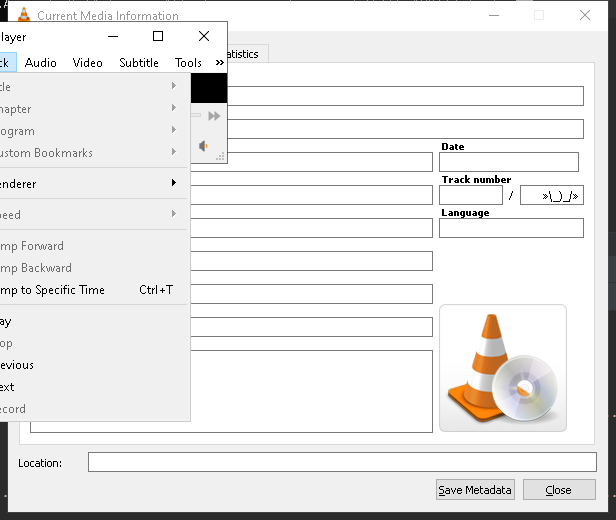 Current Media Information
layer
ck Audio Video Subtitle Tools »
atistics
tle
hapter
ogram
ustom Bookmarks
enderer
peed
mp Forward
mp Backward
mp to Specific Time Ctrl+T
ay
op
evious
ext
ecord
Date
Track number
/ »\_)_/»
Language
Location:
Save Metadata
Close